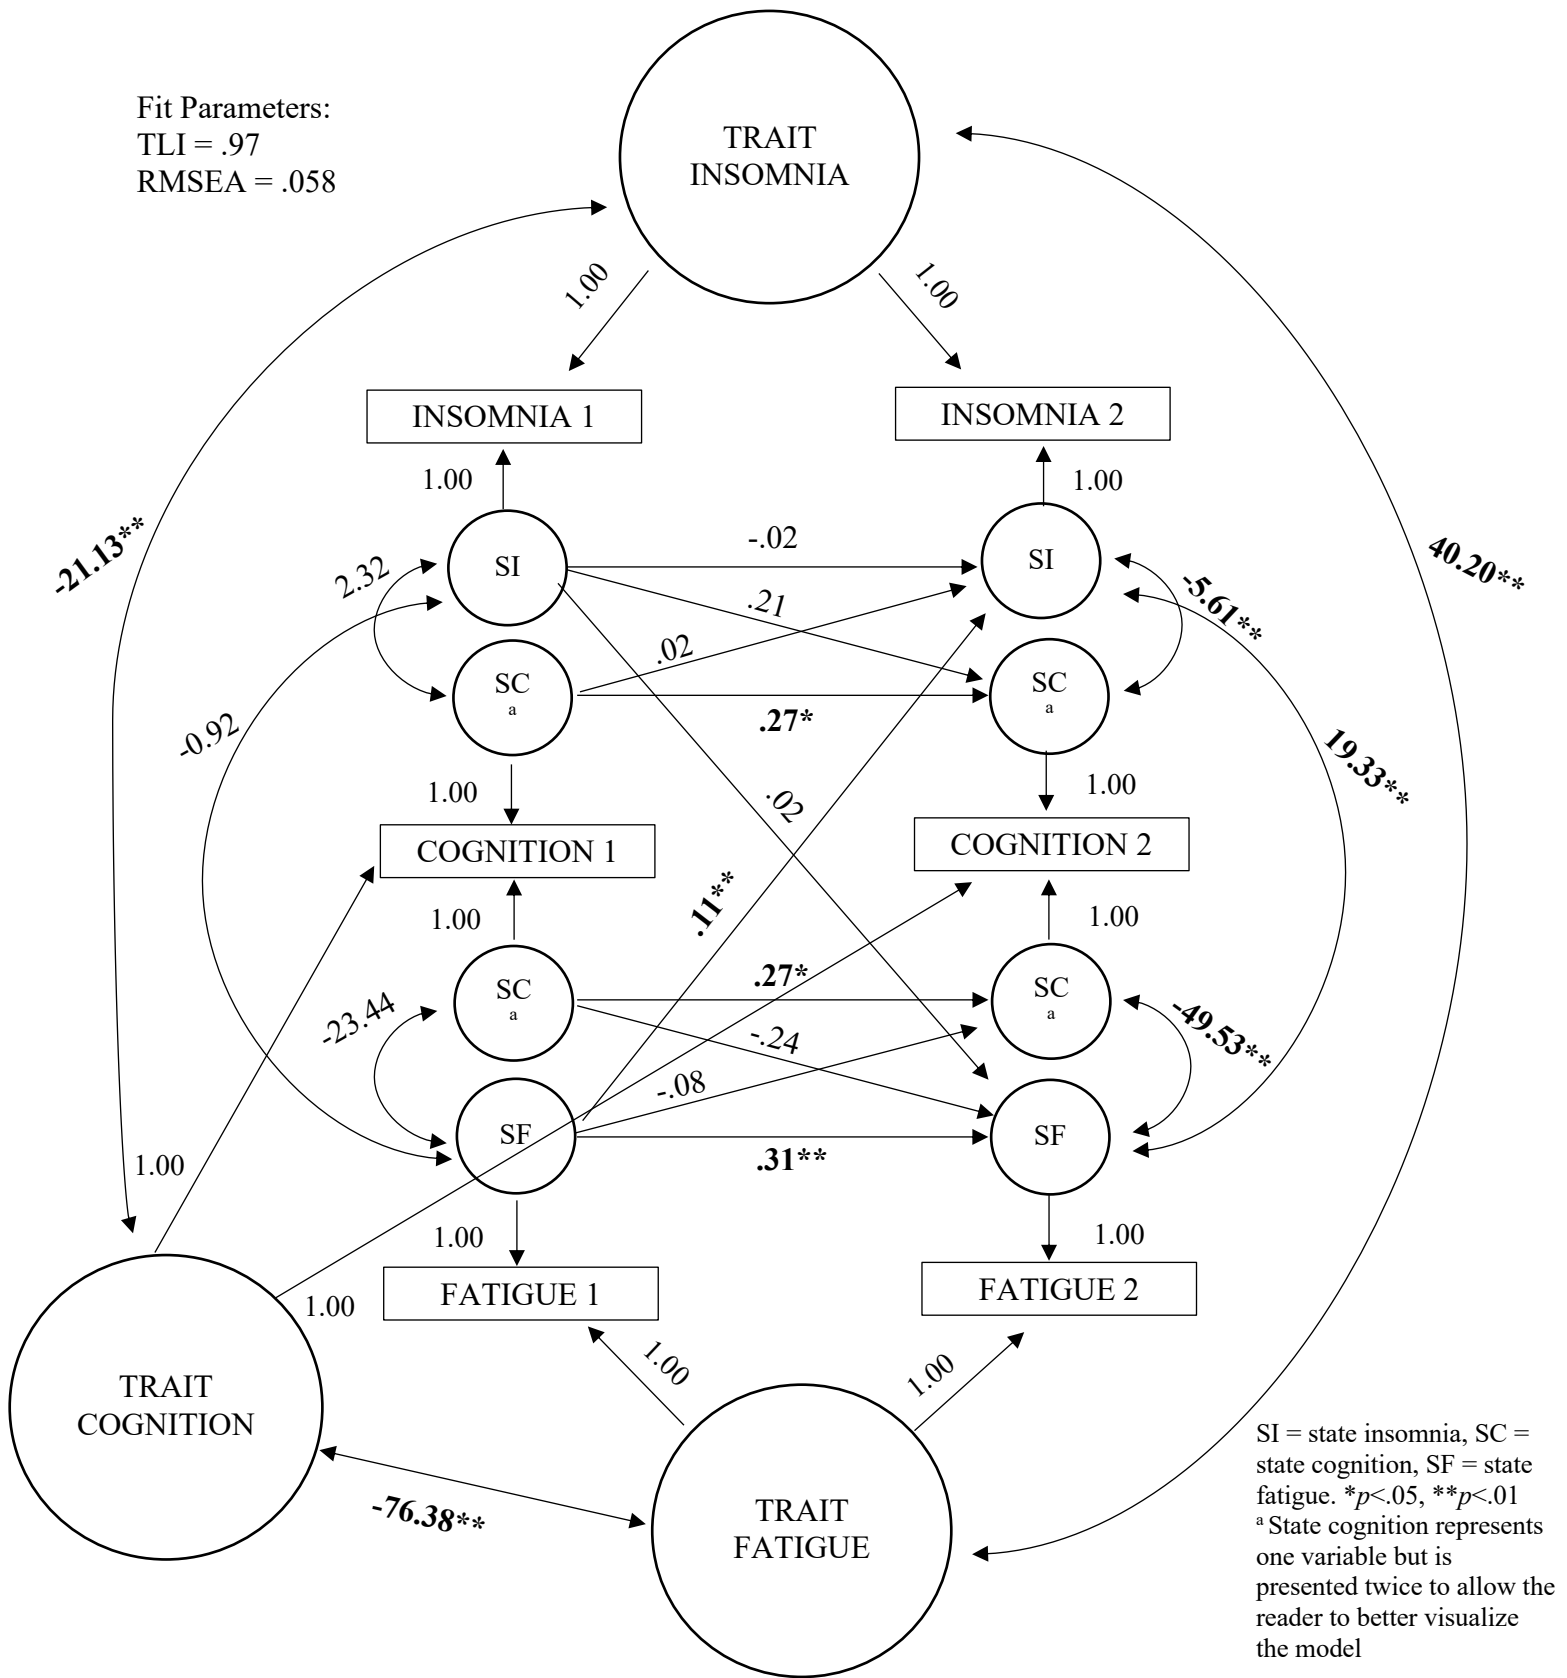 TRAIT
INSOMNIA
Fit Parameters:
TLI = .97
RMSEA = .058
1.00
1.00
INSOMNIA 1
INSOMNIA 2
1.00
1.00
-21.13**
40.20**
SI
-.02
SI
2.32
-5.61**
.21
.02
SC
a
SC
a
.27*
-0.92
19.33**
1.00
.02
1.00
COGNITION 1
COGNITION 2
1.00
.11**
1.00
SC
a
.27*
SC
a
-23.44
-.24
-49.53**
-.08
SF
SF
.31**
1.00
1.00
1.00
FATIGUE 1
FATIGUE 2
1.00
1.00
1.00
TRAIT
COGNITION
-76.38**
TRAIT
FATIGUE
SI = state insomnia, SC =
state cognition, SF = state
fatigue. *p<.05, **p<.01
a State cognition represents
one variable but is
presented twice to allow the
reader to better visualize
the model